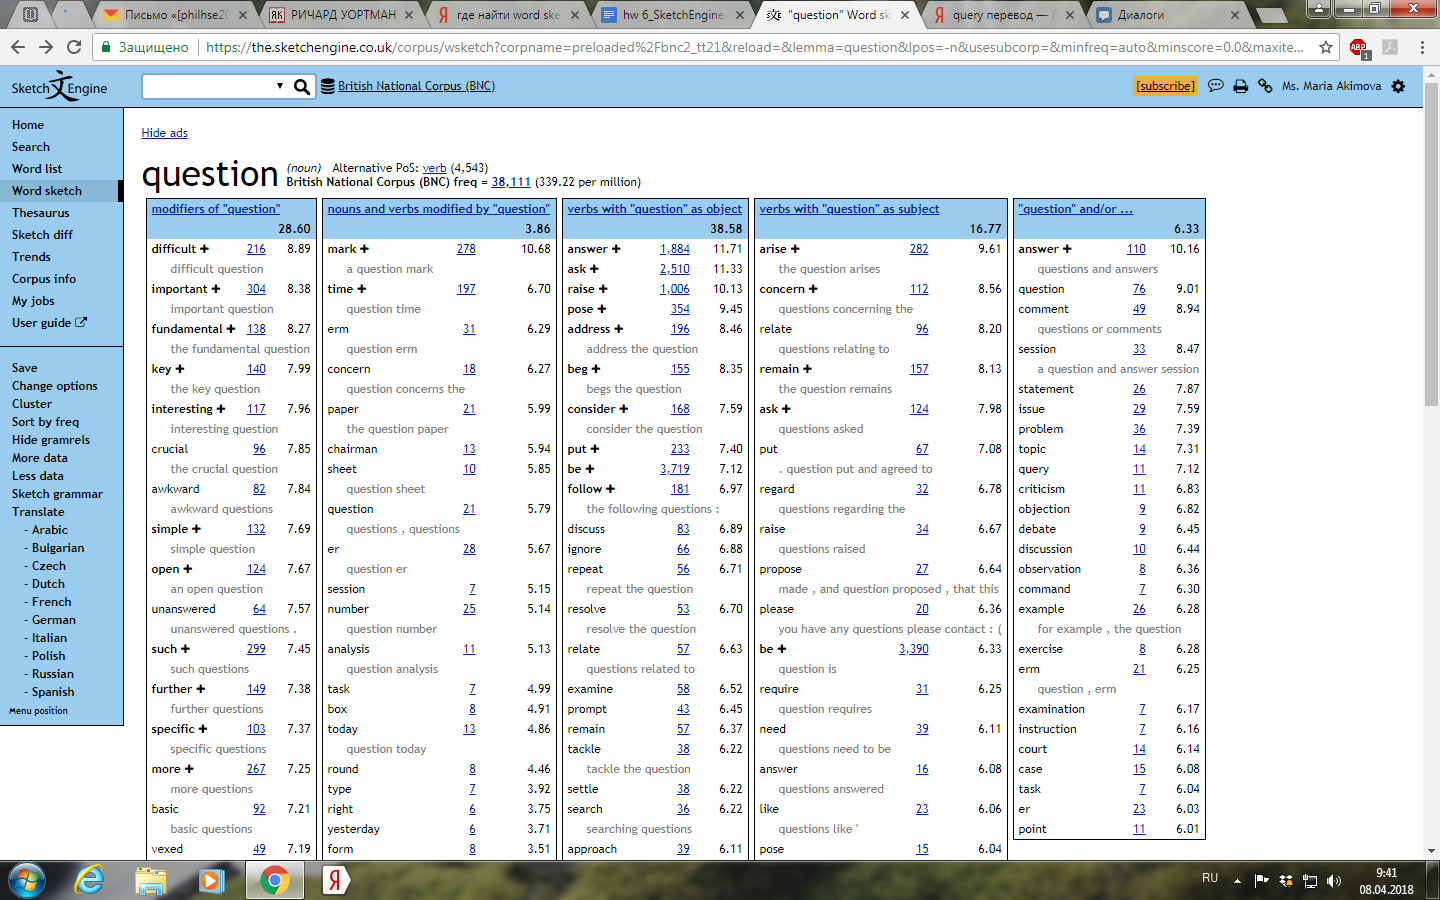 Письмо «[philhse20
РИЧАРД УОРТМАН
где найти word ske
hw 6_SketchEngine
"question" Word sk
query перевод — Я
Диалоги
Защищено https://the.sketchengine.co.uk/corpus/wsketch?corpname=preloaded%2Fbnc2_tt21&reload=&lemma=question&lpos=-n&usesubcorp=&minfreq=auto&minscore=0.0&maxite...
ABP 1
Sketch Engine
British National Corpus (BNC)
[subscribe] Ms. Maria Akimova
Home
Search
Word list
Word sketch
Thesaurus
Sketch diff
Trends
Corpus info
My jobs
User guide
Save
Change options
Cluster
Sort by freq
Hide gramrels
More data
Less data
Sketch grammar
Translate
- Arabic
- Bulgarian
- Czech
- Dutch
- French
- German
- Italian
- Polish
- Russian
- Spanish
Menu position
Hide ads
question (noun) Alternative PoS: verb (4,543)
British National Corpus (BNC) freq = 38,111 (339.22 per million)
modifiers of "question"
28.60
difficult + 216 8.89
difficult question
important + 304 8.38
important question
fundamental + 138 8.27
the fundamental question
key + 140 7.99
the key question
interesting + 117 7.96
interesting question
crucial 96 7.85
the crucial question
awkward 82 7.84
awkward questions
simple + 132 7.69
simple question
open + 124 7.67
an open question
unanswered 64 7.57
unanswered questions .
such + 299 7.45
such questions
further + 149 7.38
further questions
specific + 103 7.37
specific questions
more + 267 7.25
more questions
basic 92 7.21
basic questions
vexed 49 7.19
nouns and verbs modified by "question"
3.86
mark + 278 10.68
a question mark
time + 197 6.70
question time
erm 31 6.29
question erm
concern 18 6.27
question concerns the
paper 21 5.99
the question paper
chairman 13 5.94
sheet 10 5.85
question sheet
question 21 5.79
questions , questions
er 28 5.67
question er
session 7 5.15
number 25 5.14
question number
analysis 11 5.13
question analysis
task 7 4.99
box 8 4.91
today 13 4.86
question today
round 8 4.46
type 7 3.92
right 6 3.75
yesterday 6 3.71
form 8 3.51
verbs with "question" as object
38.58
answer + 1,884 11.71
ask + 2,510 11.33
raise + 1,006 10.13
pose + 354 9.45
address + 196 8.46
address the question
beg + 155 8.35
begs the question
consider + 168 7.59
consider the question
put + 233 7.40
be + 3,719 7.12
follow + 181 6.97
the following questions :
discuss 83 6.89
ignore 66 6.88
repeat 56 6.71
repeat the question
resolve 53 6.70
resolve the question
relate 57 6.63
questions related to
examine 58 6.52
prompt 43 6.45
remain 57 6.37
tackle 38 6.22
tackle the question
settle 38 6.22
search 36 6.22
searching questions
approach 39 6.11
verbs with "question" as subject
16.77
arise + 282 9.61
the question arises
concern + 112 8.56
questions concerning the
relate 96 8.20
questions relating to
remain + 157 8.13
the question remains
ask + 124 7.98
questions asked
put 67 7.08
. question put and agreed to
regard 32 6.78
questions regarding the
raise 34 6.67
questions raised
propose 27 6.64
made , and question proposed , that this
please 20 6.36
you have any questions please contact : (
be + 3,390 6.33
question is
require 31 6.25
question requires
need 39 6.11
questions need to be
answer 16 6.08
questions answered
like 23 6.06
questions like '
pose 15 6.04
"question" and/or ...
6.33
answer + 110 10.16
questions and answers
question 76 9.01
comment 49 8.94
questions or comments
session 33 8.47
a question and answer session
statement 26 7.87
issue 29 7.59
problem 36 7.39
topic 14 7.31
query 11 7.12
criticism 11 6.83
objection 9 6.82
debate 9 6.45
discussion 10 6.44
observation 8 6.36
command 7 6.30
example 26 6.28
for example , the question
exercise 8 6.28
erm 21 6.25
question , erm
examination 7 6.17
instruction 7 6.16
court 14 6.14
case 15 6.08
task 7 6.04
er 23 6.03
point 11 6.01
RU
9:41
08.04.2018